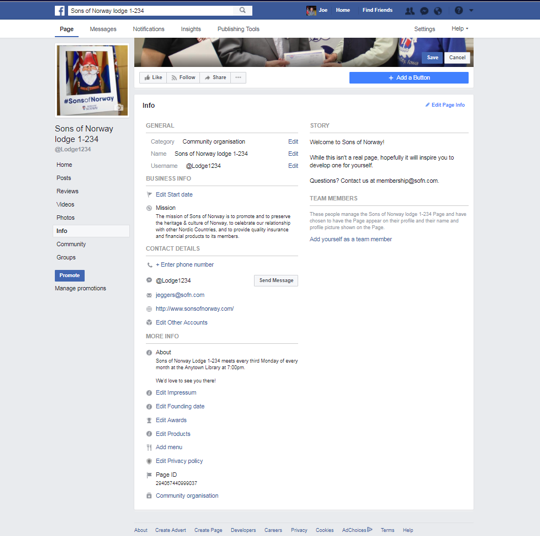 Sons of Norway lodge 1-234
Joe Home Find Friends
Page Messages Notifications Insights Publishing Tools Settings Help
Save Cancel
#SonsofNorway
Like Follow Share ... + Add a Button
Sons of Norway
lodge 1-234
@Lodge1234
Home
Posts
Reviews
Videos
Photos
Info
Community
Groups
Promote
Manage promotions
Info Edit Page Info
GENERAL
Category Community organisation Edit
Name Sons of Norway lodge 1-234 Edit
Username @Lodge1234 Edit
BUSINESS INFO
Edit Start date
Mission
The mission of Sons of Norway is to promote and to preserve
the heritage & culture of Norway, to celebrate our relationship
with other Nordic Countries, and to provide quality insurance
and financial products to its members.
CONTACT DETAILS
+ Enter phone number
@Lodge1234 Send Message
jeggers@sofn.com
http://www.sonsofnorway.com/
Edit Other Accounts
MORE INFO
About
Sons of Norway Lodge 1-234 meets every third Monday of every
month at the Anytown Library at 7:00pm.
We'd love to see you there!
Edit Impressum
Edit Founding date
Edit Awards
Edit Products
Add menu
Edit Privacy policy
Page ID
294067440999037
Community organisation
STORY
Welcome to Sons of Norway!
While this isn't a real page, hopefully it will inspire you to
develop one for yourself.
Questions? Contact us at membership@sofn.com.
TEAM MEMBERS
These people manage the Sons of Norway lodge 1-234 Page and have
chosen to have the Page appear on their profile and their name and
profile picture shown on the Page.
Add yourself as a team member
About Create Advert Create Page Developers Careers Privacy Cookies AdChoices Terms Help